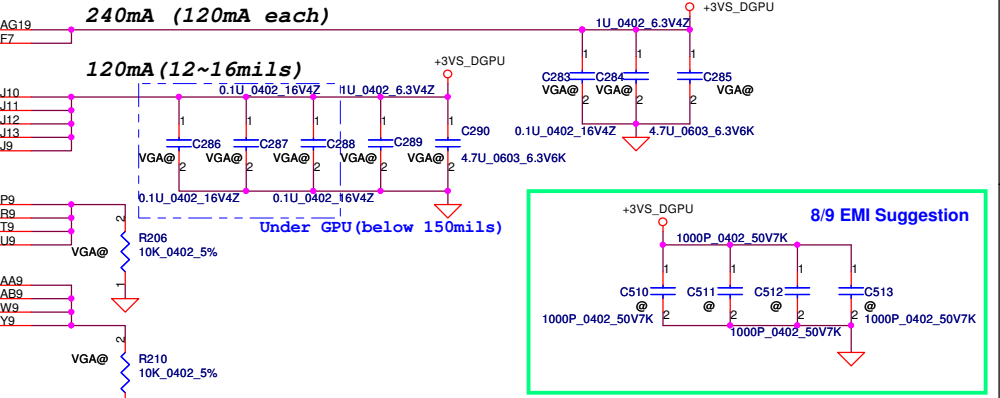 240mA (120mA each)
+3VS_DGPU
AG19
F7
1U_0402_6.3V4Z
1 1 1
C283 C284 C285
VGA@ VGA@ VGA@
2 2 2
0.1U_0402_16V4Z 4.7U_0603_6.3V6K
120mA(12~16mils)
+3VS_DGPU
0.1U_0402_16V4Z 1U_0402_6.3V4Z
J10
J11
J12
J13
J9
1 1 1 1 1
C286 C287 C288 C289 C290
VGA@ VGA@ VGA@ VGA@ VGA@
4.7U_0603_6.3V6K
2 2 2 2 2
0.1U_0402_16V4Z 0.1U_0402_16V4Z
Under GPU(below 150mils)
P9
R9
T9
U9
2
R206
VGA@ 10K_0402_5%
1
AA9
AB9
W9
Y9
2
R210
VGA@ 10K_0402_5%
8/9 EMI Suggestion
+3VS_DGPU
1000P_0402_50V7K
1 1 1 1
C510 C511 C512 C513
@ @ @ @
2 2 2 2
1000P_0402_50V7K 1000P_0402_50V7K
1000P_0402_50V7K